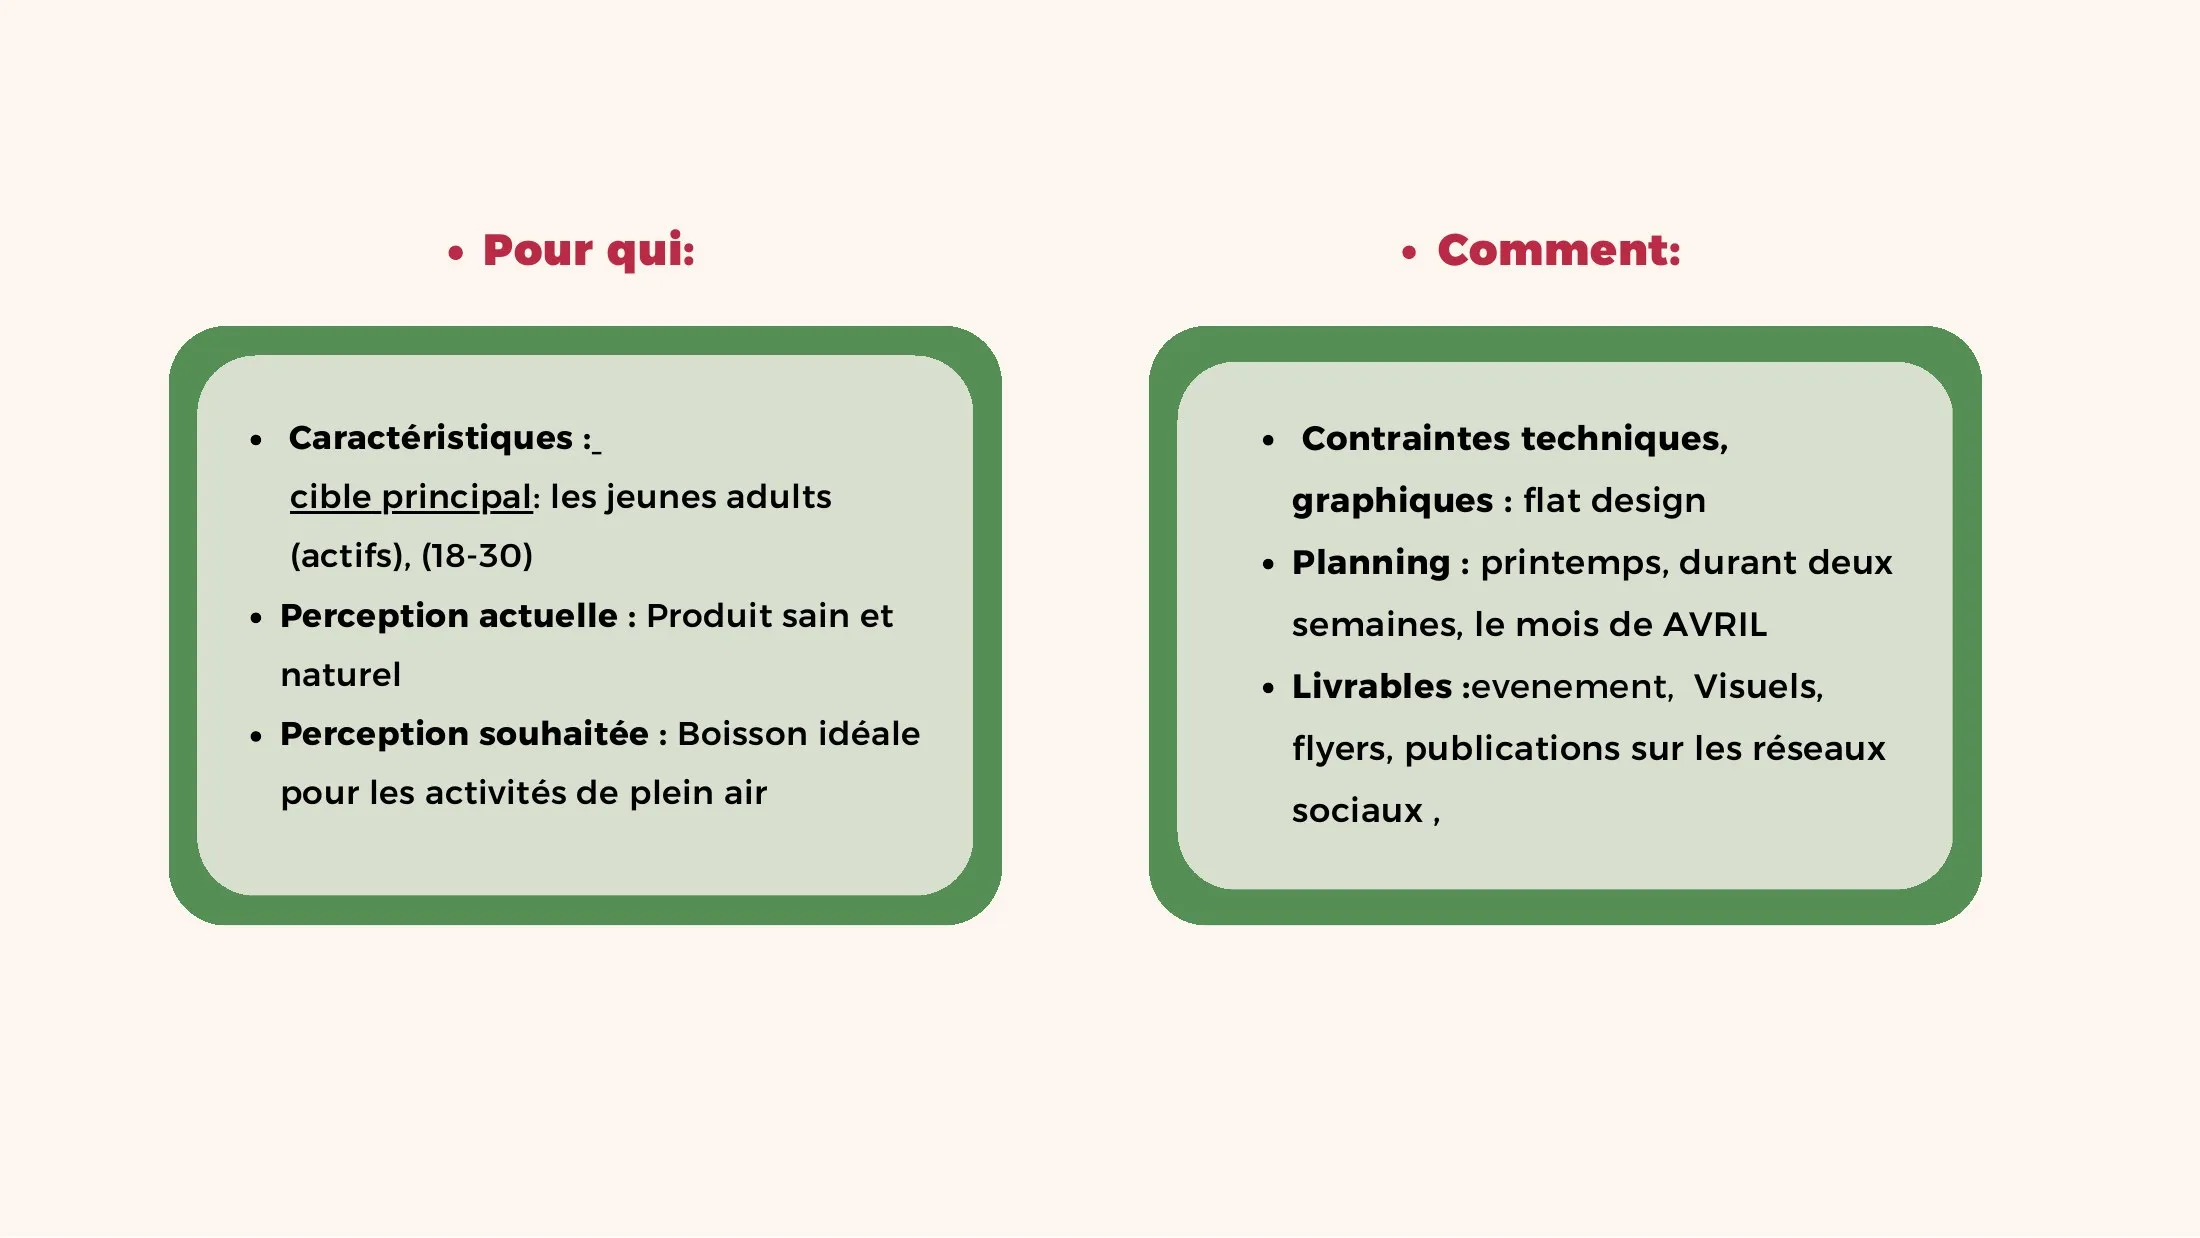 • Pour qui:
• Caractéristiques :_
cible principal: les jeunes adults
(actifs), (18-30)
• Perception actuelle : Produit sain et
naturel
• Perception souhaitée : Boisson idéale
pour les activités de plein air
• Comment:
• Contraintes techniques,
graphiques : flat design
• Planning : printemps, durant deux
semaines, le mois de AVRIL
• Livrables :evenement,  Visuels,
flyers, publications sur les réseaux
sociaux ,